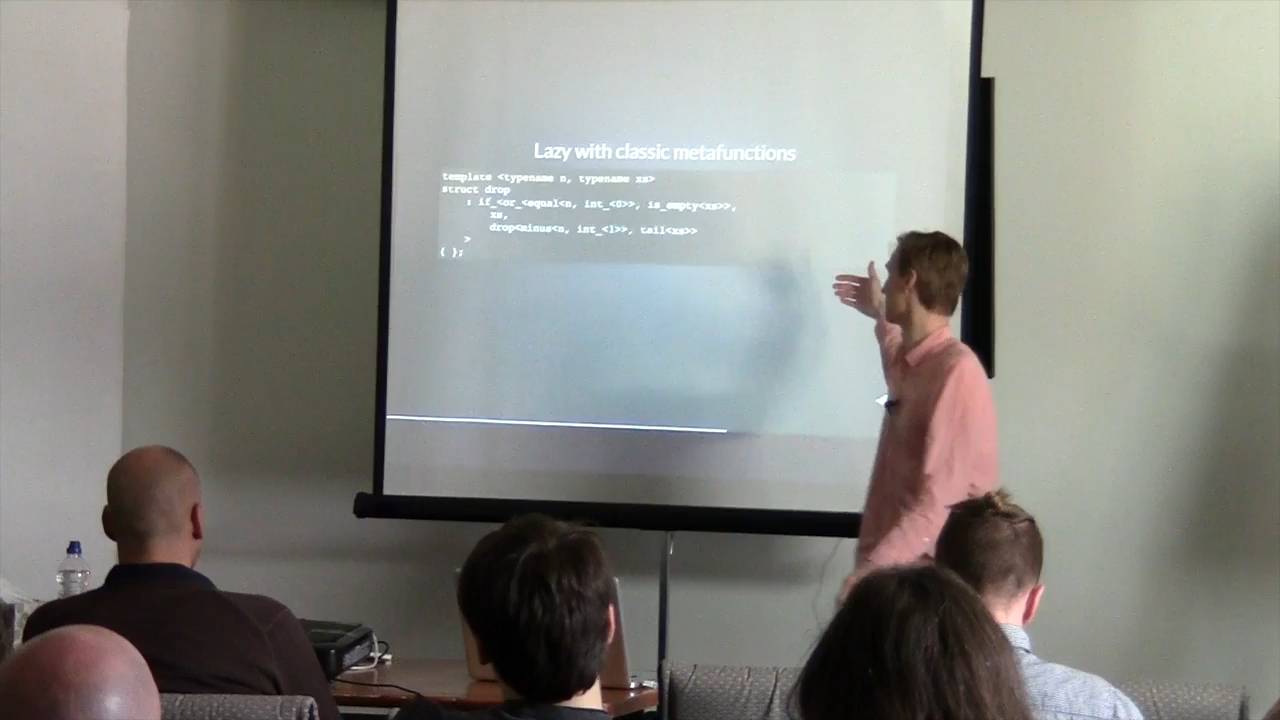 Lazy with classic metafunctions
template <typename n, typename xs>
struct drop
: if_<or_<equal<n, int_<0>>, is_empty<xs>>,
xs,
drop<minus<n, int_<1>>, tail<xs>>
>
{ };